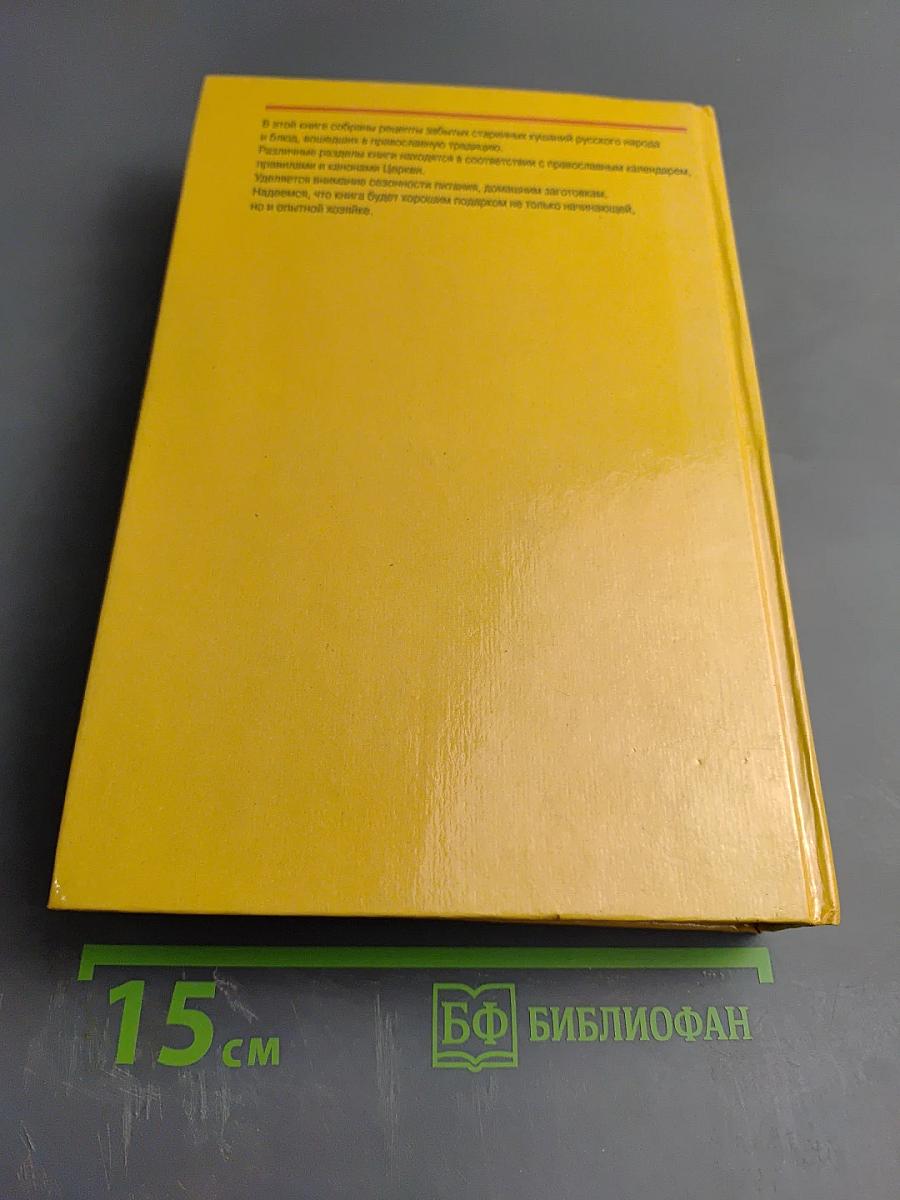 В этой книге собраны рецепты забытых старинных кушаний русского народа
и блюд, вошедших в православную традицию.
Различные разделы книги находятся в соответствии с православным календарем,
правилами и канонами Церкви.
Уделяется внимание сезонности питания, домашним заготовкам.
Надеемся, что книга будет хорошим подарком не только начинающей,
но и опытной хозяйке.
15 см
БФ БИБЛИОФАН